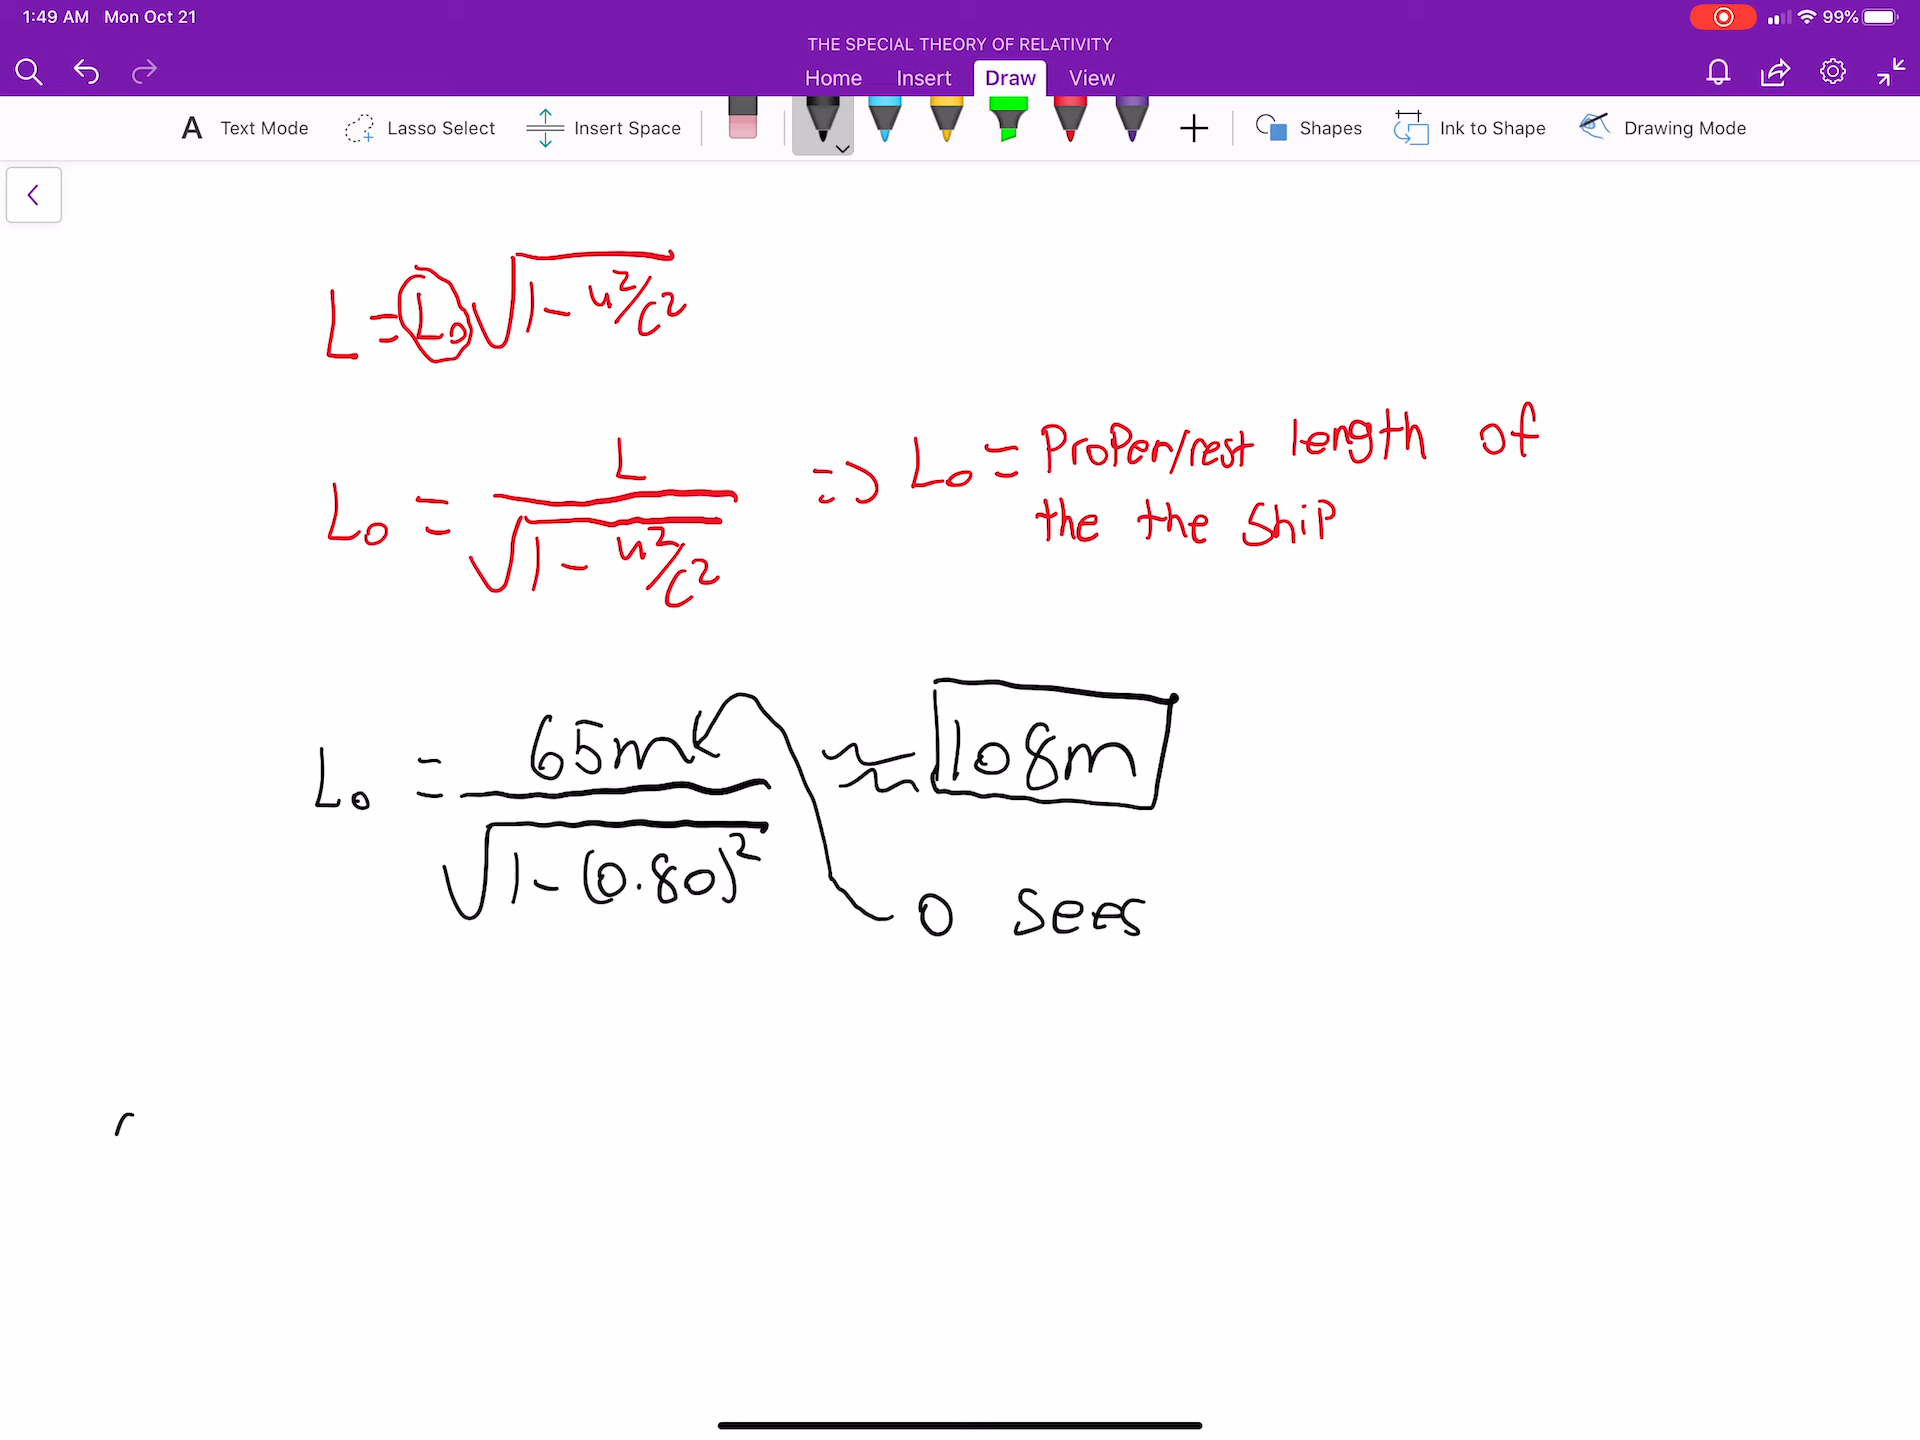 1:49 AM Mon Oct 21
99%
THE SPECIAL THEORY OF RELATIVITY
Home Insert Draw View
A Text Mode Lasso Select Insert Space Shapes Ink to Shape Drawing Mode
L = L₀ √(1 - u²/c²)
L₀ = L / √(1 - u²/c²) => L₀ = Proper/rest length of
the the ship
L₀ = 65m / √(1 - (0.80)²) ≈ 108m
O sees